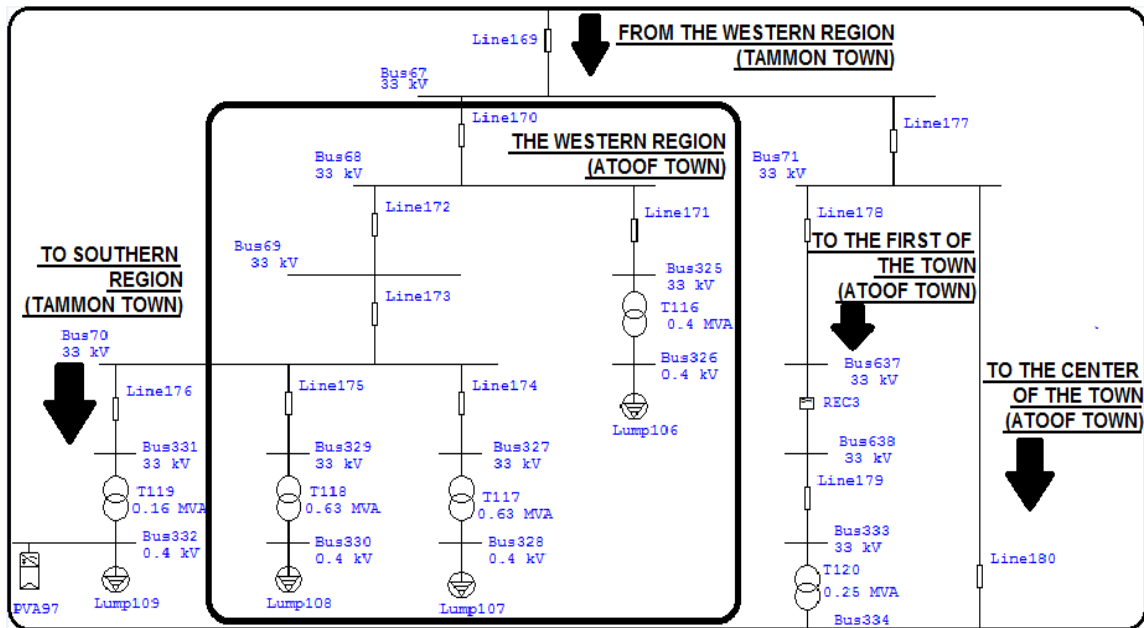 Line169
FROM THE WESTERN REGION
(TAMMON TOWN)
Bus67
33 kV
Line170
Line177
THE WESTERN REGION
(ATOOF TOWN)
Bus68
33 kV
Bus71
33 kV
Line172
Line171
Line178
TO SOUTHERN
REGION
(TAMMON TOWN)
Bus69
33 kV
TO THE FIRST OF
THE TOWN
(ATOOF TOWN)
Bus325
33 kV
Line173
T116
0.4 MVA
Bus70
33 kV
Bus326
0.4 kV
Bus637
33 kV
TO THE CENTER
OF THE TOWN
(ATOOF TOWN)
Line176
Line175
Line174
REC3
Lump106
Bus331
33 kV
Bus329
33 kV
Bus327
33 kV
Bus638
33 kV
T119
0.16 MVA
T118
0.63 MVA
T117
0.63 MVA
Line179
Bus332
0.4 kV
Bus330
0.4 kV
Bus328
0.4 kV
Bus333
33 kV
Line180
T120
0.25 MVA
PVA97
Lump109
Lump108
Lump107
Bus334